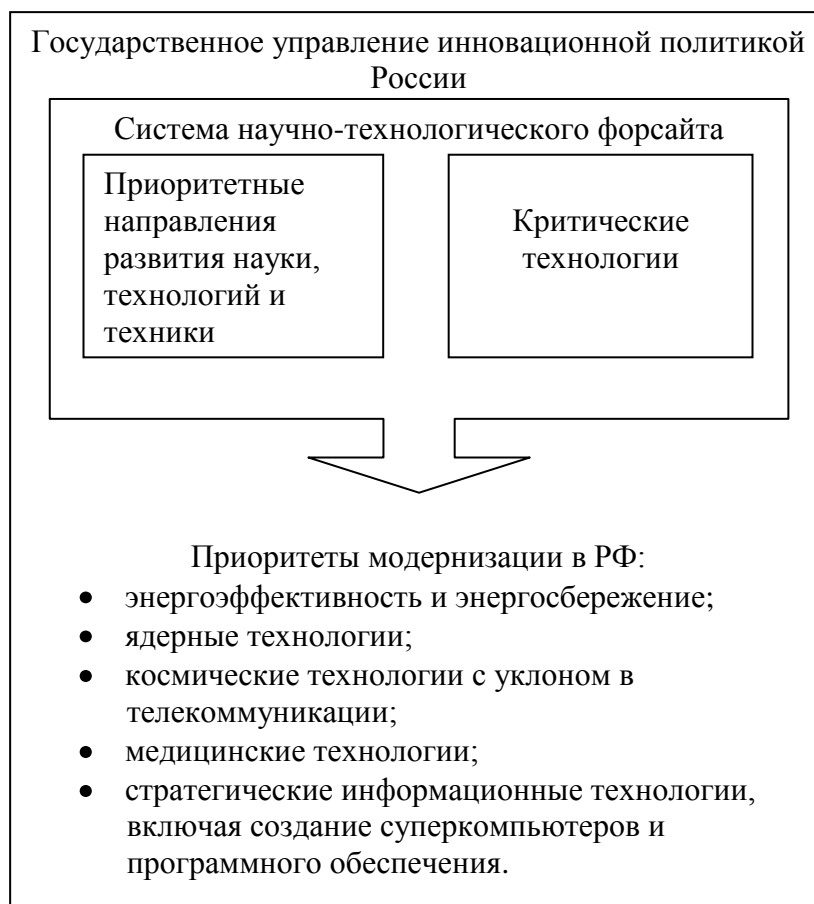 Государственное управление инновационной политикой
России
Система научно-технологического форсайта
Приоритетные
направления
развития науки,
технологий и
техники
Критические
технологии
Приоритеты модернизации в РФ:
• энергоэффективность и энергосбережение;
• ядерные технологии;
• космические технологии с уклоном в
телекоммуникации;
• медицинские технологии;
• стратегические информационные технологии,
включая создание суперкомпьютеров и
программного обеспечения.